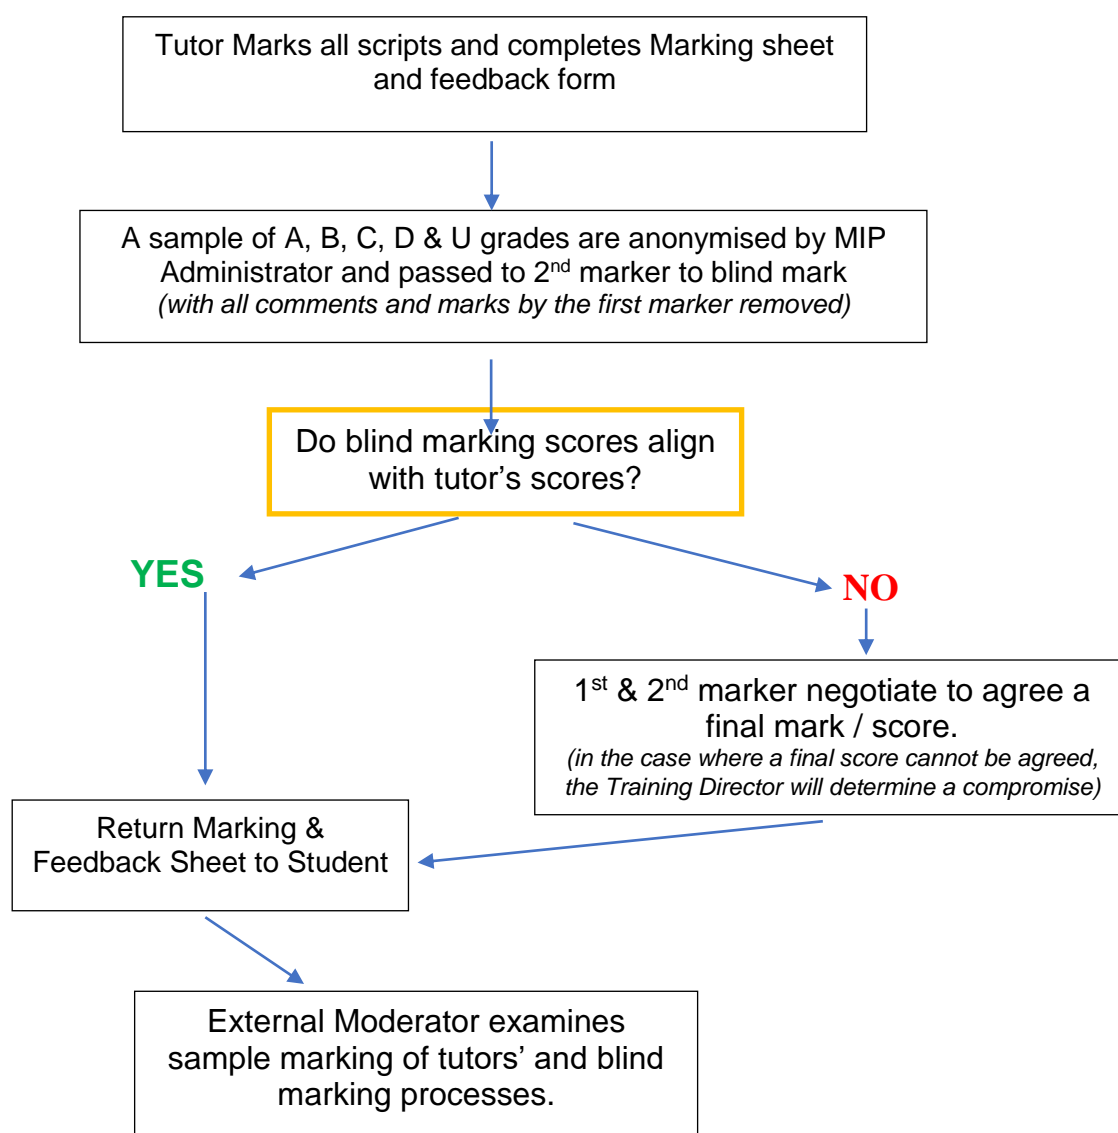 Tutor Marks all scripts and completes Marking sheet
and feedback form
A sample of A, B, C, D & U grades are anonymised by MIP
Administrator and passed to 2nd marker to blind mark
(with all comments and marks by the first marker removed)
Do blind marking scores align
with tutor’s scores?
YES
NO
1st & 2nd marker negotiate to agree a
final mark / score.
(in the case where a final score cannot be agreed,
the Training Director will determine a compromise)
Return Marking &
Feedback Sheet to Student
External Moderator examines
sample marking of tutors’ and blind
marking processes.